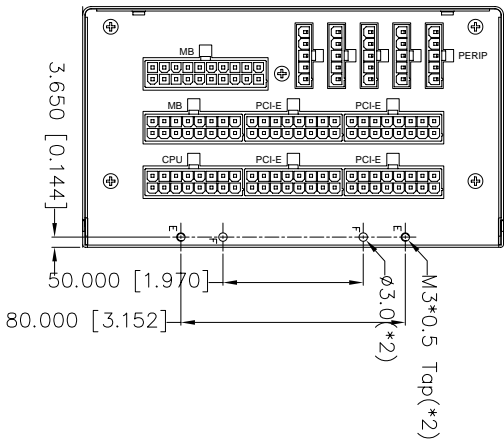 MB
PERIP
MB
PCI-E
PCI-E
CPU
PCI-E
PCI-E
3.650 [0.144]
E
F
F
E
50.000 [1.970]
80.000 [3.152]
ø3.0(*2)
M3*0.5 Tap(*2)